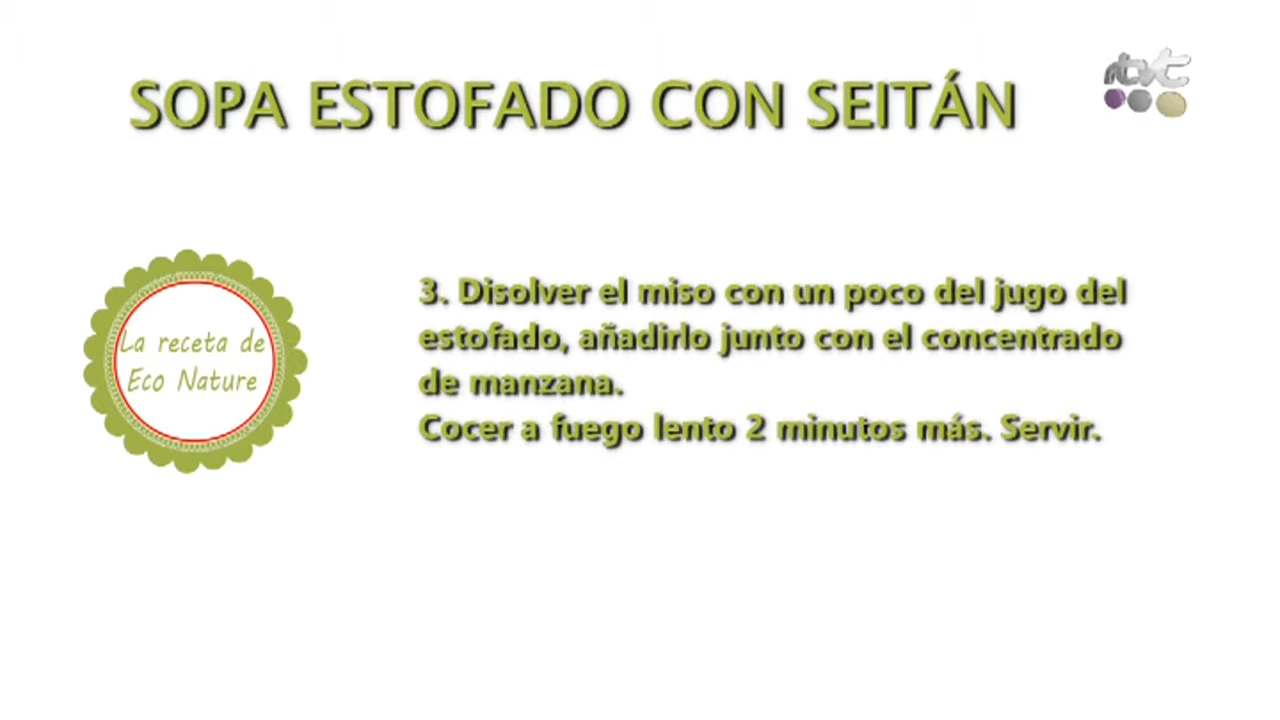 SOPA ESTOFADO CON SEITÁN
rtvt
La receta de
Eco Nature
3. Disolver el miso con un poco del jugo del
estofado, añadirlo junto con el concentrado
de manzana.
Cocer a fuego lento 2 minutos más. Servir.